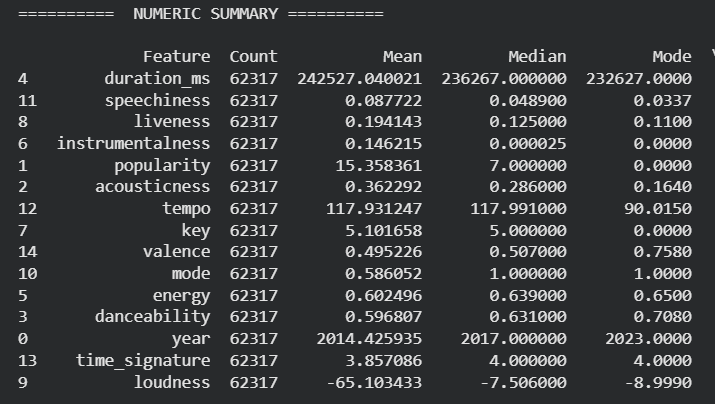 ========== NUMERIC SUMMARY ==========
Feature Count Mean Median Mode
4 duration_ms 62317 242527.040021 236267.000000 232627.0000
11 speechiness 62317 0.087722 0.048900 0.0337
8 liveness 62317 0.194143 0.125000 0.1100
6 instrumentalness 62317 0.146215 0.000025 0.0000
1 popularity 62317 15.358361 7.000000 0.0000
2 acousticness 62317 0.362292 0.286000 0.1640
12 tempo 62317 117.931247 117.991000 90.0150
7 key 62317 5.101658 5.000000 0.0000
14 valence 62317 0.495226 0.507000 0.7580
10 mode 62317 0.586052 1.000000 1.0000
5 energy 62317 0.602496 0.639000 0.6500
3 danceability 62317 0.596807 0.631000 0.7080
0 year 62317 2014.425935 2017.000000 2023.0000
13 time_signature 62317 3.857086 4.000000 4.0000
9 loudness 62317 -65.103433 -7.506000 -8.9990